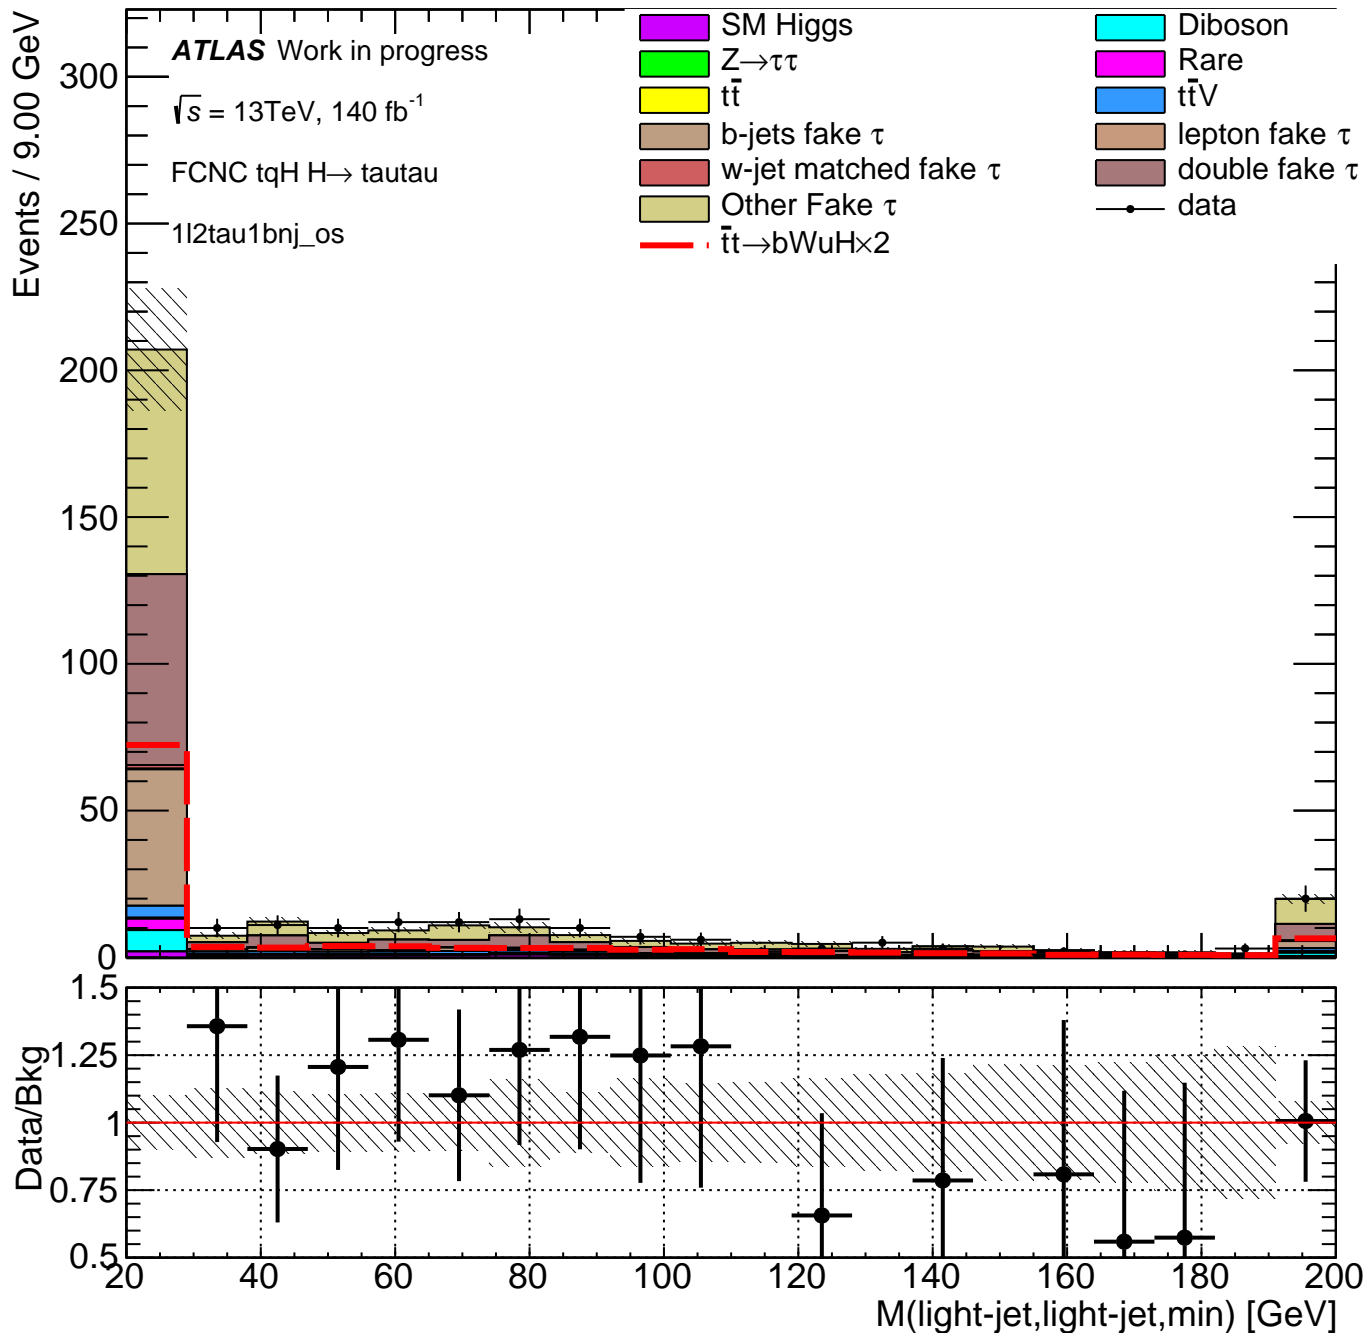 Events / 9.00 GeV
300
250
200
150
100
50
0
ATLAS Work in progress
√s = 13TeV, 140 fb⁻¹
FCNC tqH H→ tautau
1l2tau1bnj_os
SM Higgs
Z→ττ
tt̄
b-jets fake τ
w-jet matched fake τ
Other Fake τ
t̄t→bWuH×2
Diboson
Rare
tt̄V
lepton fake τ
double fake τ
data
Data/Bkg
1.5
1.25
1
0.75
0.5
20 40 60 80 100 120 140 160 180 200
M(light-jet,light-jet,min) [GeV]